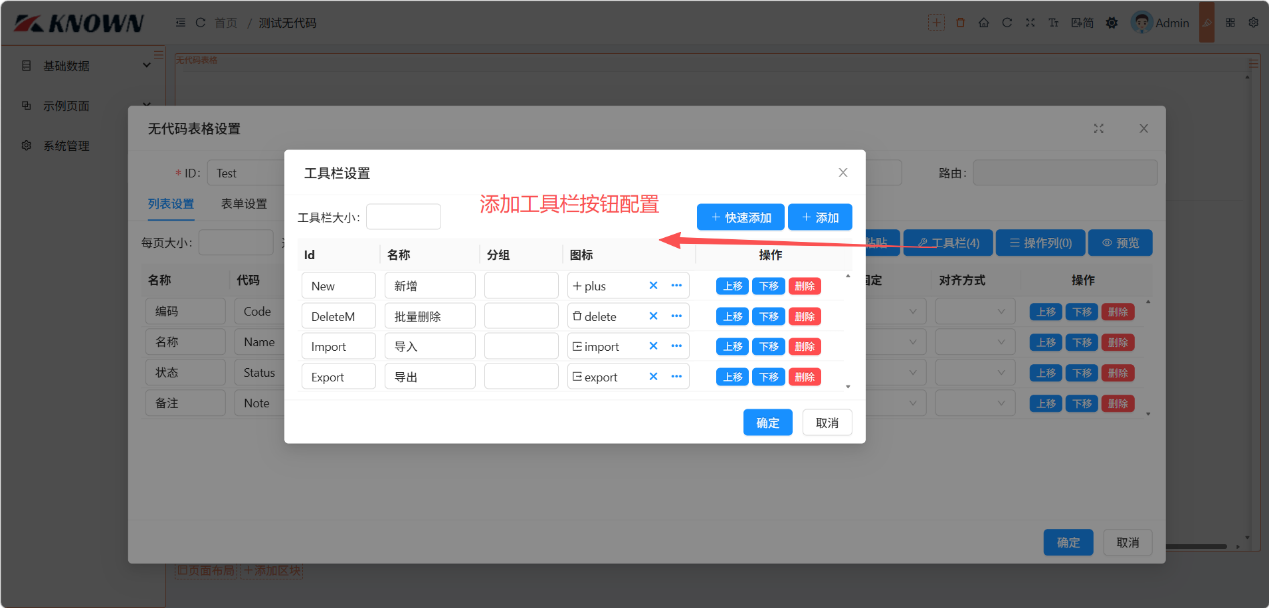 KNOWN 首页 / 测试无代码 简 Admin
基础数据
示例页面
系统管理
无代码表格
无代码表格设置
* ID: Test 路由:
列表设置 表单设置
每页大小: 工具栏(4) 操作列(0) 预览
名称 代码 对齐方式 操作
编码 Code 上移 下移 删除
名称 Name 上移 下移 删除
状态 Status 上移 下移 删除
备注 Note 上移 下移 删除
确定 取消
工具栏设置
添加工具栏按钮配置
工具栏大小: 快速添加 添加
Id 名称 分组 图标 操作
New 新增 plus 上移 下移 删除
DeleteM 批量删除 delete 上移 下移 删除
Import 导入 import 上移 下移 删除
Export 导出 export 上移 下移 删除
确定 取消
页面布局 添加区块